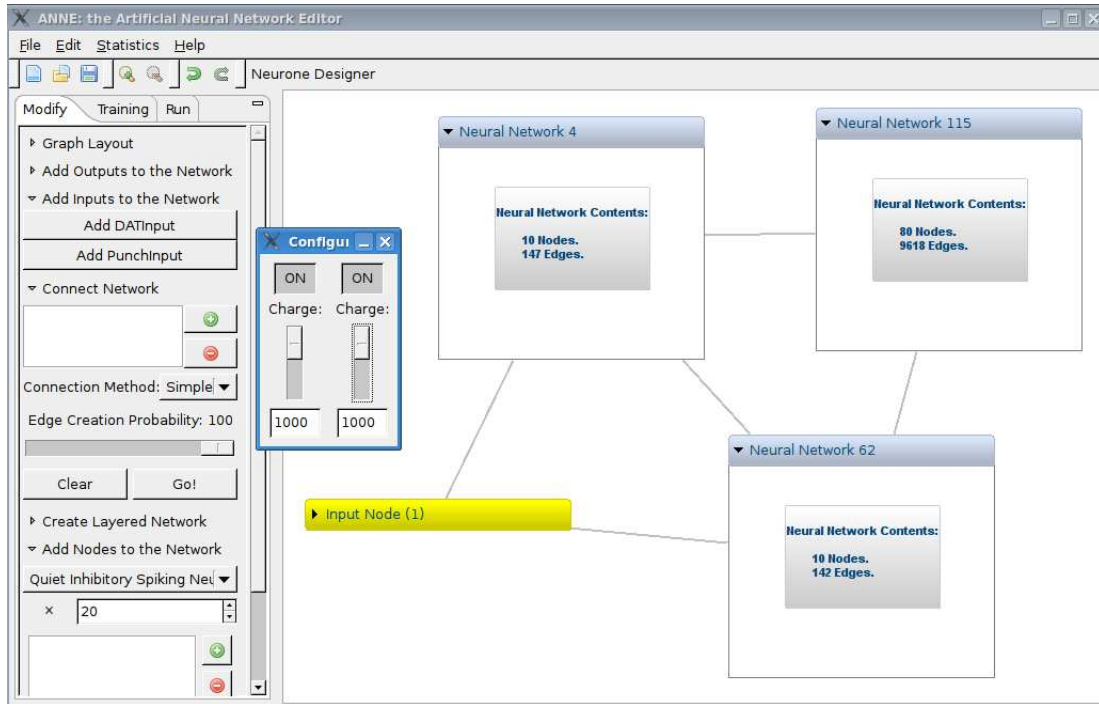 ANNE: the Artificial Neural Network Editor
File Edit Statistics Help
Neurone Designer
Modify Training Run
Graph Layout
Add Outputs to the Network
Add Inputs to the Network
Add DATInput
Add PunchInput
Connect Network
Connection Method: Simple
Edge Creation Probability: 100
Clear Go!
Create Layered Network
Add Nodes to the Network
Quiet Inhibitory Spiking Neu
× 20
Configur
ON ON
Charge: Charge:
1000 1000
Neural Network 4
Neural Network Contents:
10 Nodes.
147 Edges.
Neural Network 115
Neural Network Contents:
80 Nodes.
9618 Edges.
Input Node (1)
Neural Network 62
Neural Network Contents:
10 Nodes.
142 Edges.